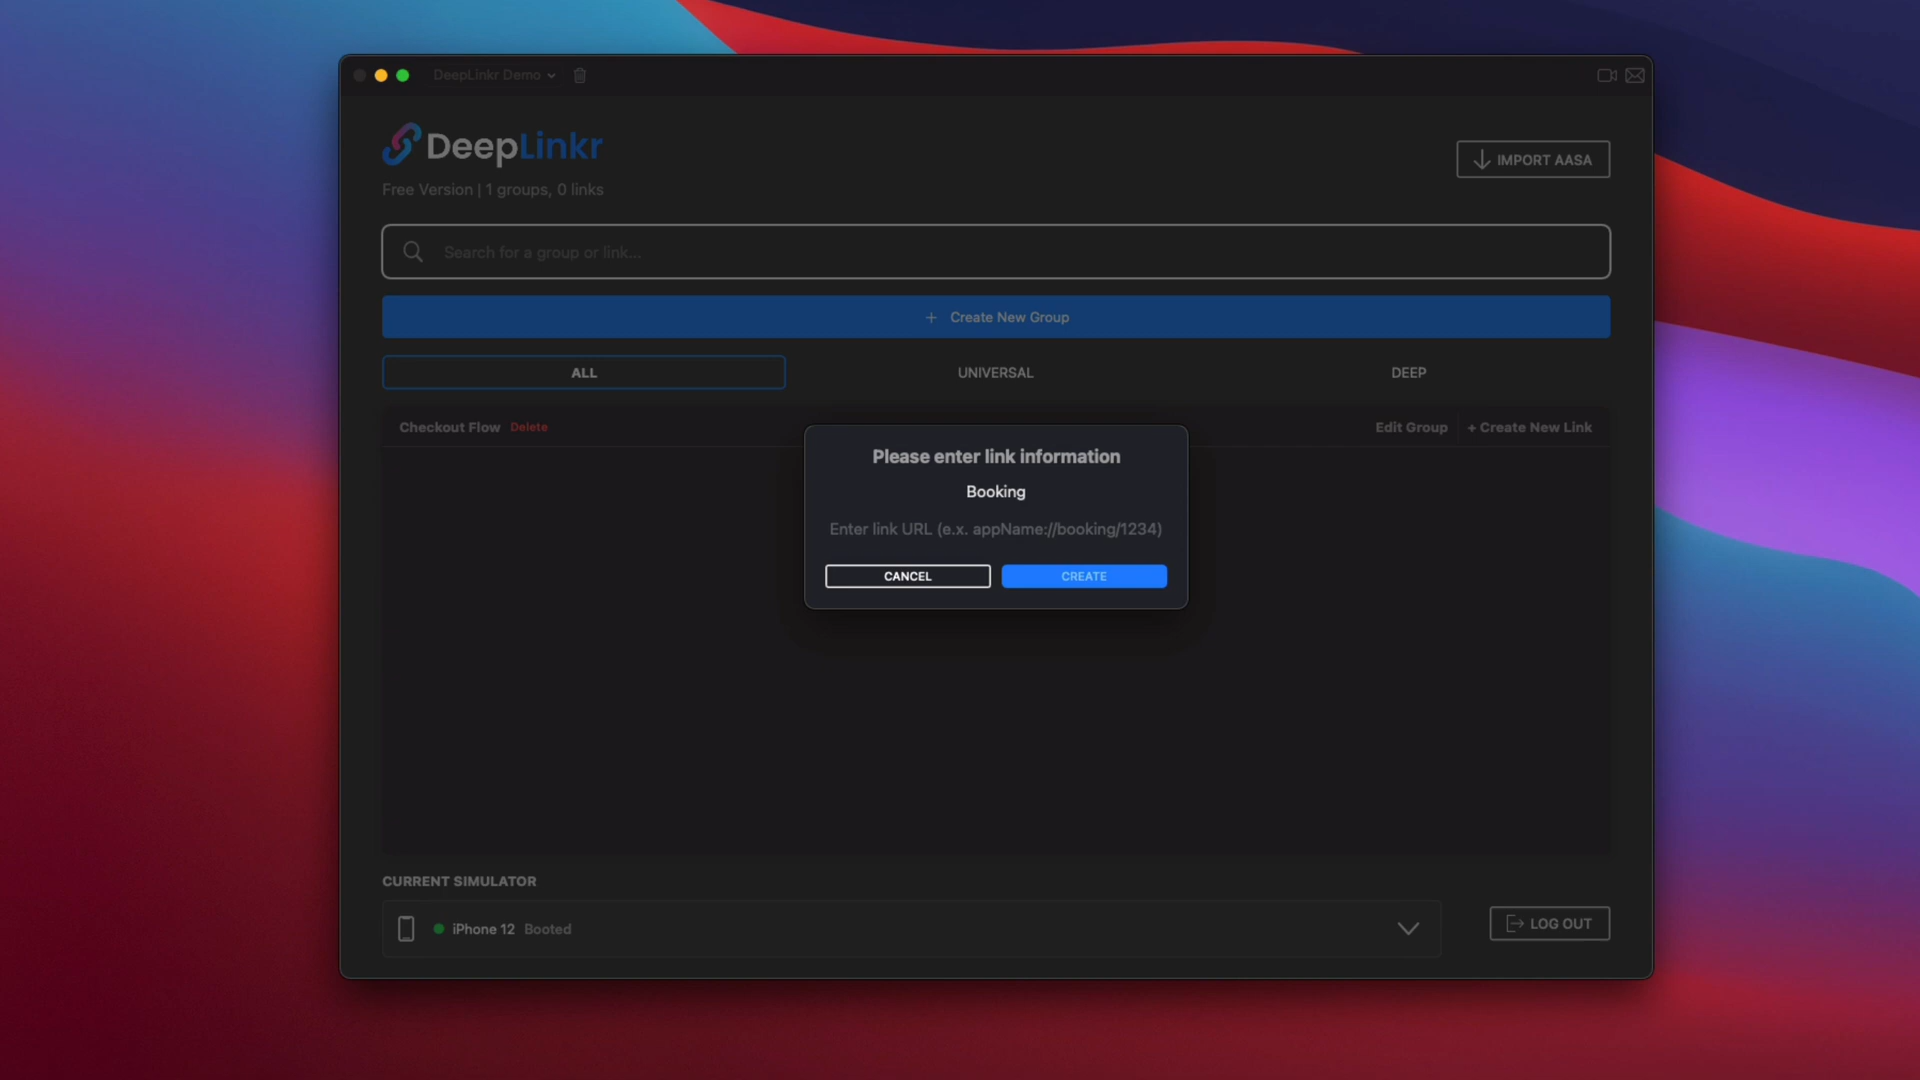 DeepLinkr Demo
DeepLinkr
Free Version | 1 groups, 0 links
IMPORT AASA
Search for a group or link...
+ Create New Group
ALL
UNIVERSAL
DEEP
Checkout Flow Delete
Edit Group
+ Create New Link
Please enter link information
Booking
Enter link URL (e.x. appName://booking/1234)
CANCEL
CREATE
CURRENT SIMULATOR
iPhone 12 Booted
LOG OUT